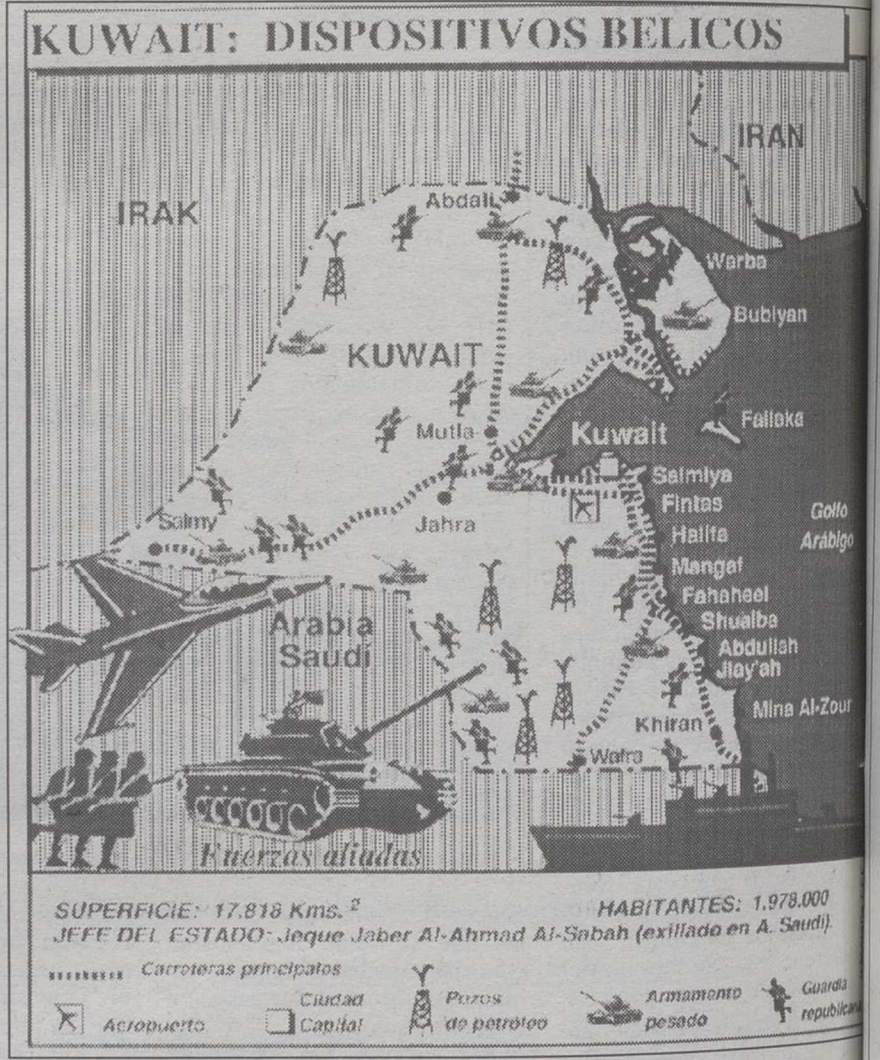 KUWAIT: DISPOSITIVOS BELICOS
IRAN
IRAK
Abdali
Warba
Bubiyan
KUWAIT
Failaka
Mutla
Kuwait
Salmiya
Fintas
Golfo
Arábigo
Jahra
Salmy
Halifa
Mangaf
Fahaheel
Shuaiba
Arabia
Saudi
Abdullah
Jlay'ah
Mina Al-Zour
Khiran
Wafra
Fuerzas aliadas
SUPERFICIE: 17.818 Kms.²
HABITANTES: 1.978.000
JEFE DEL ESTADO: Jeque Jaber Al-Ahmad Al-Sabah (exiliado en A. Saudi).
Carreteras principales
Aeropuerto
Ciudad
Capital
Pozos
de petróleo
Armamento
pesado
Guardia
republicana